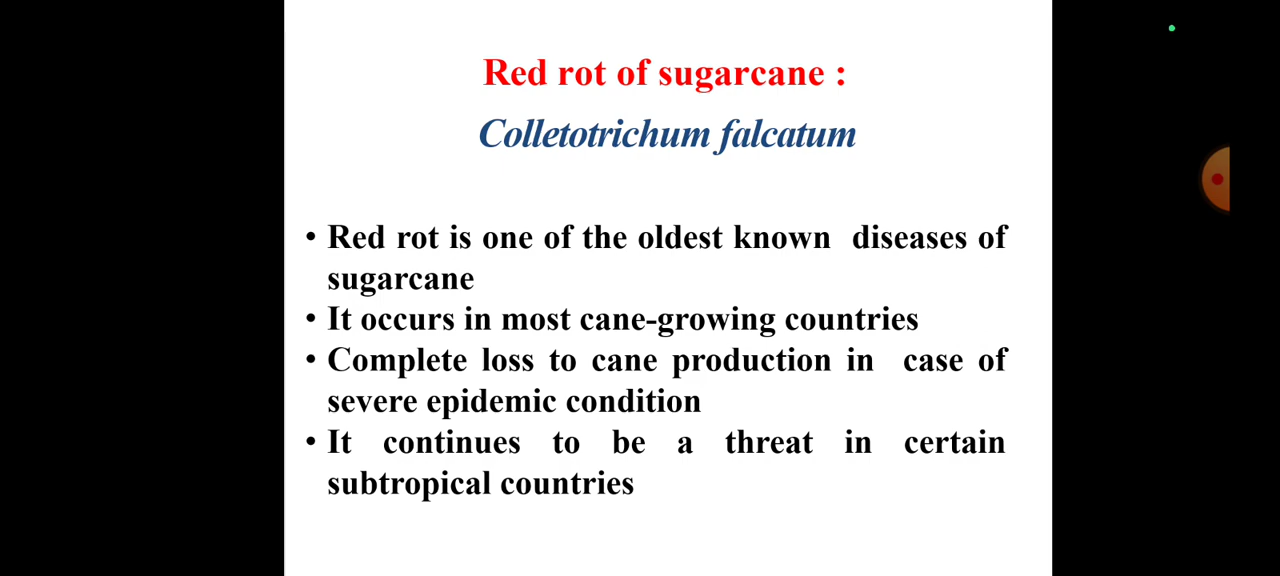 Red rot of sugarcane :
Colletotrichum falcatum
• Red rot is one of the oldest known diseases of
sugarcane
• It occurs in most cane-growing countries
• Complete loss to cane production in case of
severe epidemic condition
• It continues to be a threat in certain
subtropical countries